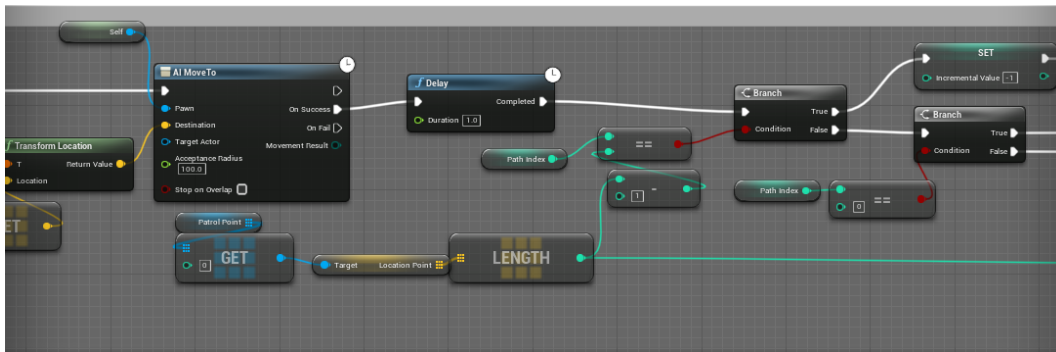 Self
AI MoveTo
Pawn
On Success
Destination
On Fail
Target Actor
Movement Result
Acceptance Radius
100.0
Stop on Overlap
Transform Location
T
Return Value
Location
ET
Delay
Completed
Duration 1.0
Branch
True
Condition
False
SET
Incremental Value -1
Branch
True
Condition
False
Path Index
==
-
1
Path Index
==
0
Patrol Point
GET
0
Target
Location Point
LENGTH